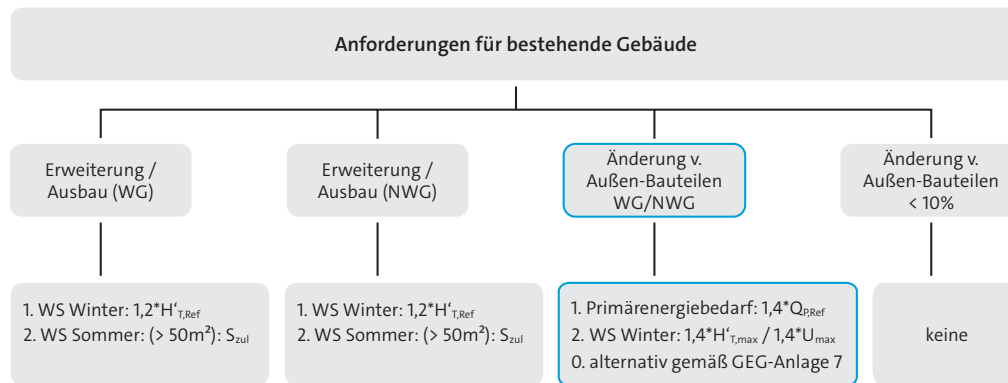 Anforderungen für bestehende Gebäude
Erweiterung /
Ausbau (WG)
Erweiterung /
Ausbau (NWG)
Änderung v.
Außen-Bauteilen
WG/NWG
Änderung v.
Außen-Bauteilen
< 10%
1. WS Winter: 1,2*H‘T,Ref
2. WS Sommer: (> 50m²): Szul
1. WS Winter: 1,2*H‘T,Ref
2. WS Sommer: (> 50m²): Szul
1. Primärenergiebedarf: 1,4*QP,Ref
2. WS Winter: 1,4*H‘T,max / 1,4*Umax
0. alternativ gemäß GEG-Anlage 7
keine